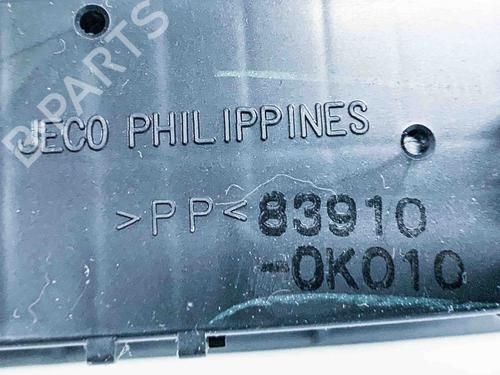 B-PARTS
JECO PHILIPPINES
>PP< 83910
-0K010